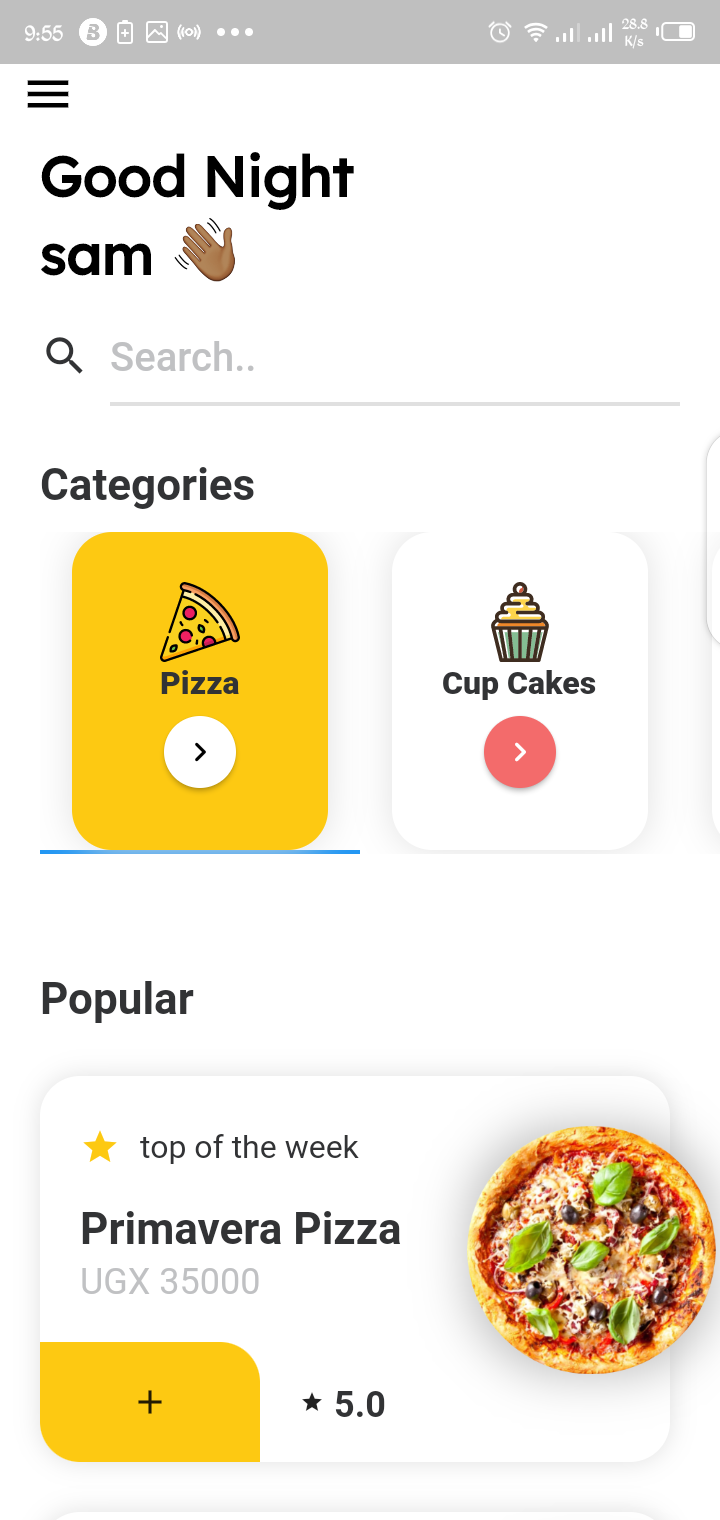 9:55
28.8
K/s
Good Night
sam 👋🏾
Search..
Categories
Pizza
Cup Cakes
Popular
top of the week
Primavera Pizza
UGX 35000
+
5.0